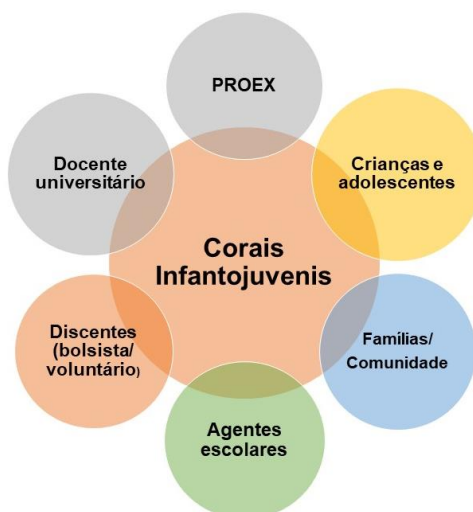 PROEX
Docente
universitário
Crianças e
adolescentes
Corais
Infantojuvenis
Discentes
(bolsista/
voluntário)
Famílias/
Comunidade
Agentes
escolares